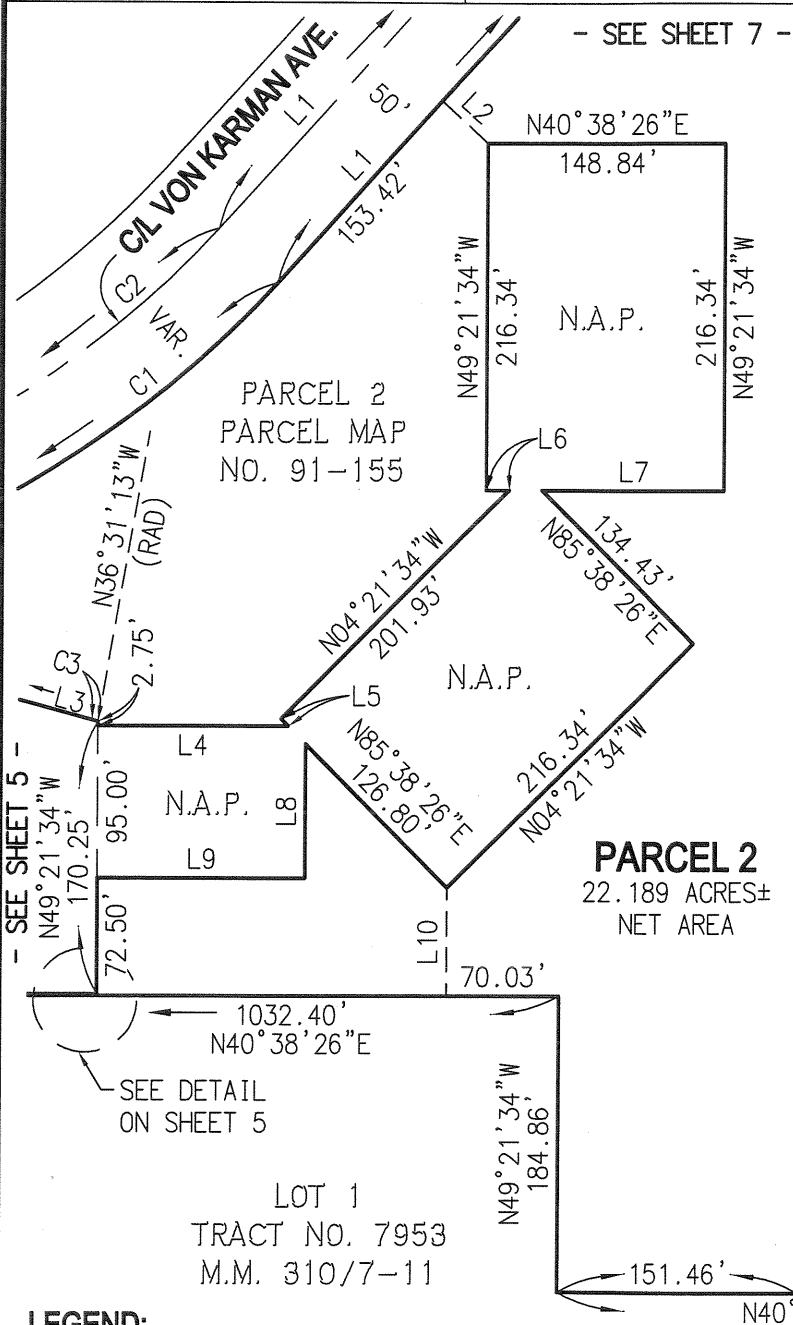 - SEE SHEET 7 -
C/L VON KARMAN AVE.
L1
50'
L1
153.42'
L2
N40°38'26"E
148.84'
N49°21'34"W
216.34'
N.A.P.
216.34'
N49°21'34"W
C2
VAR.
C1
PARCEL 2
PARCEL MAP
NO. 91-155
L6
L7
N36°31'13"W
(RAD)
2.75'
C3
L3
N04°21'34"W
201.93'
134.43'
N85°38'26"E
N.A.P.
L5
L4
N85°38'26"E
126.80'
216.34'
N04°21'34"W
- SEE SHEET 5 -
N49°21'34"W
170.25'
95.00'
N.A.P.
L8
L9
72.50'
PARCEL 2
22.189 ACRES±
NET AREA
L10
70.03'
1032.40'
N40°38'26"E
SEE DETAIL
ON SHEET 5
N49°21'34"W
184.86'
LOT 1
TRACT NO. 7953
M.M. 310/7-11
151.46'
N40°
LEGEND: